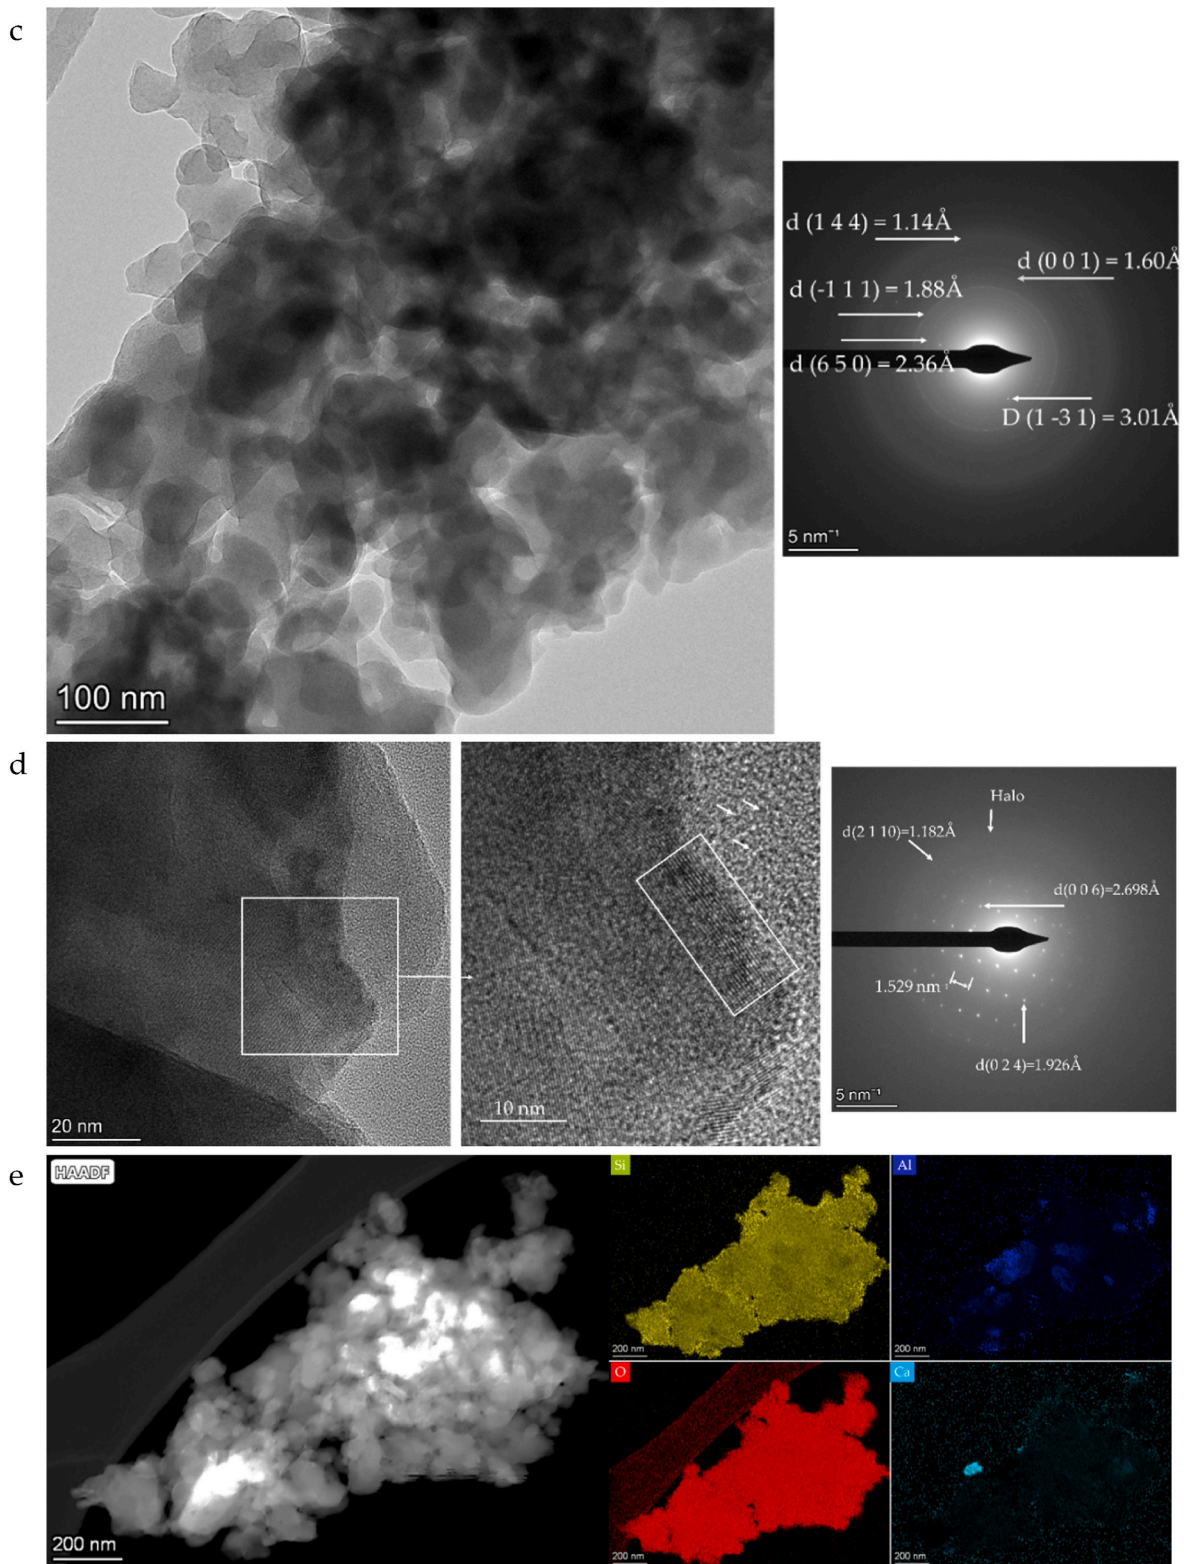 c
d (1 4 4) = 1.14Å
d (0 0 1) = 1.60Å
d (-1 1 1) = 1.88Å
d (6 5 0) = 2.36Å
D (1 -3 1) = 3.01Å
5 nm⁻¹
100 nm
d
20 nm
10 nm
Halo
d(2 1 10)=1.182Å
d(0 0 6)=2.698Å
1.529 nm
d(0 2 4)=1.926Å
5 nm⁻¹
e
HAADF
200 nm
Si
200 nm
Al
200 nm
O
200 nm
Ca
200 nm